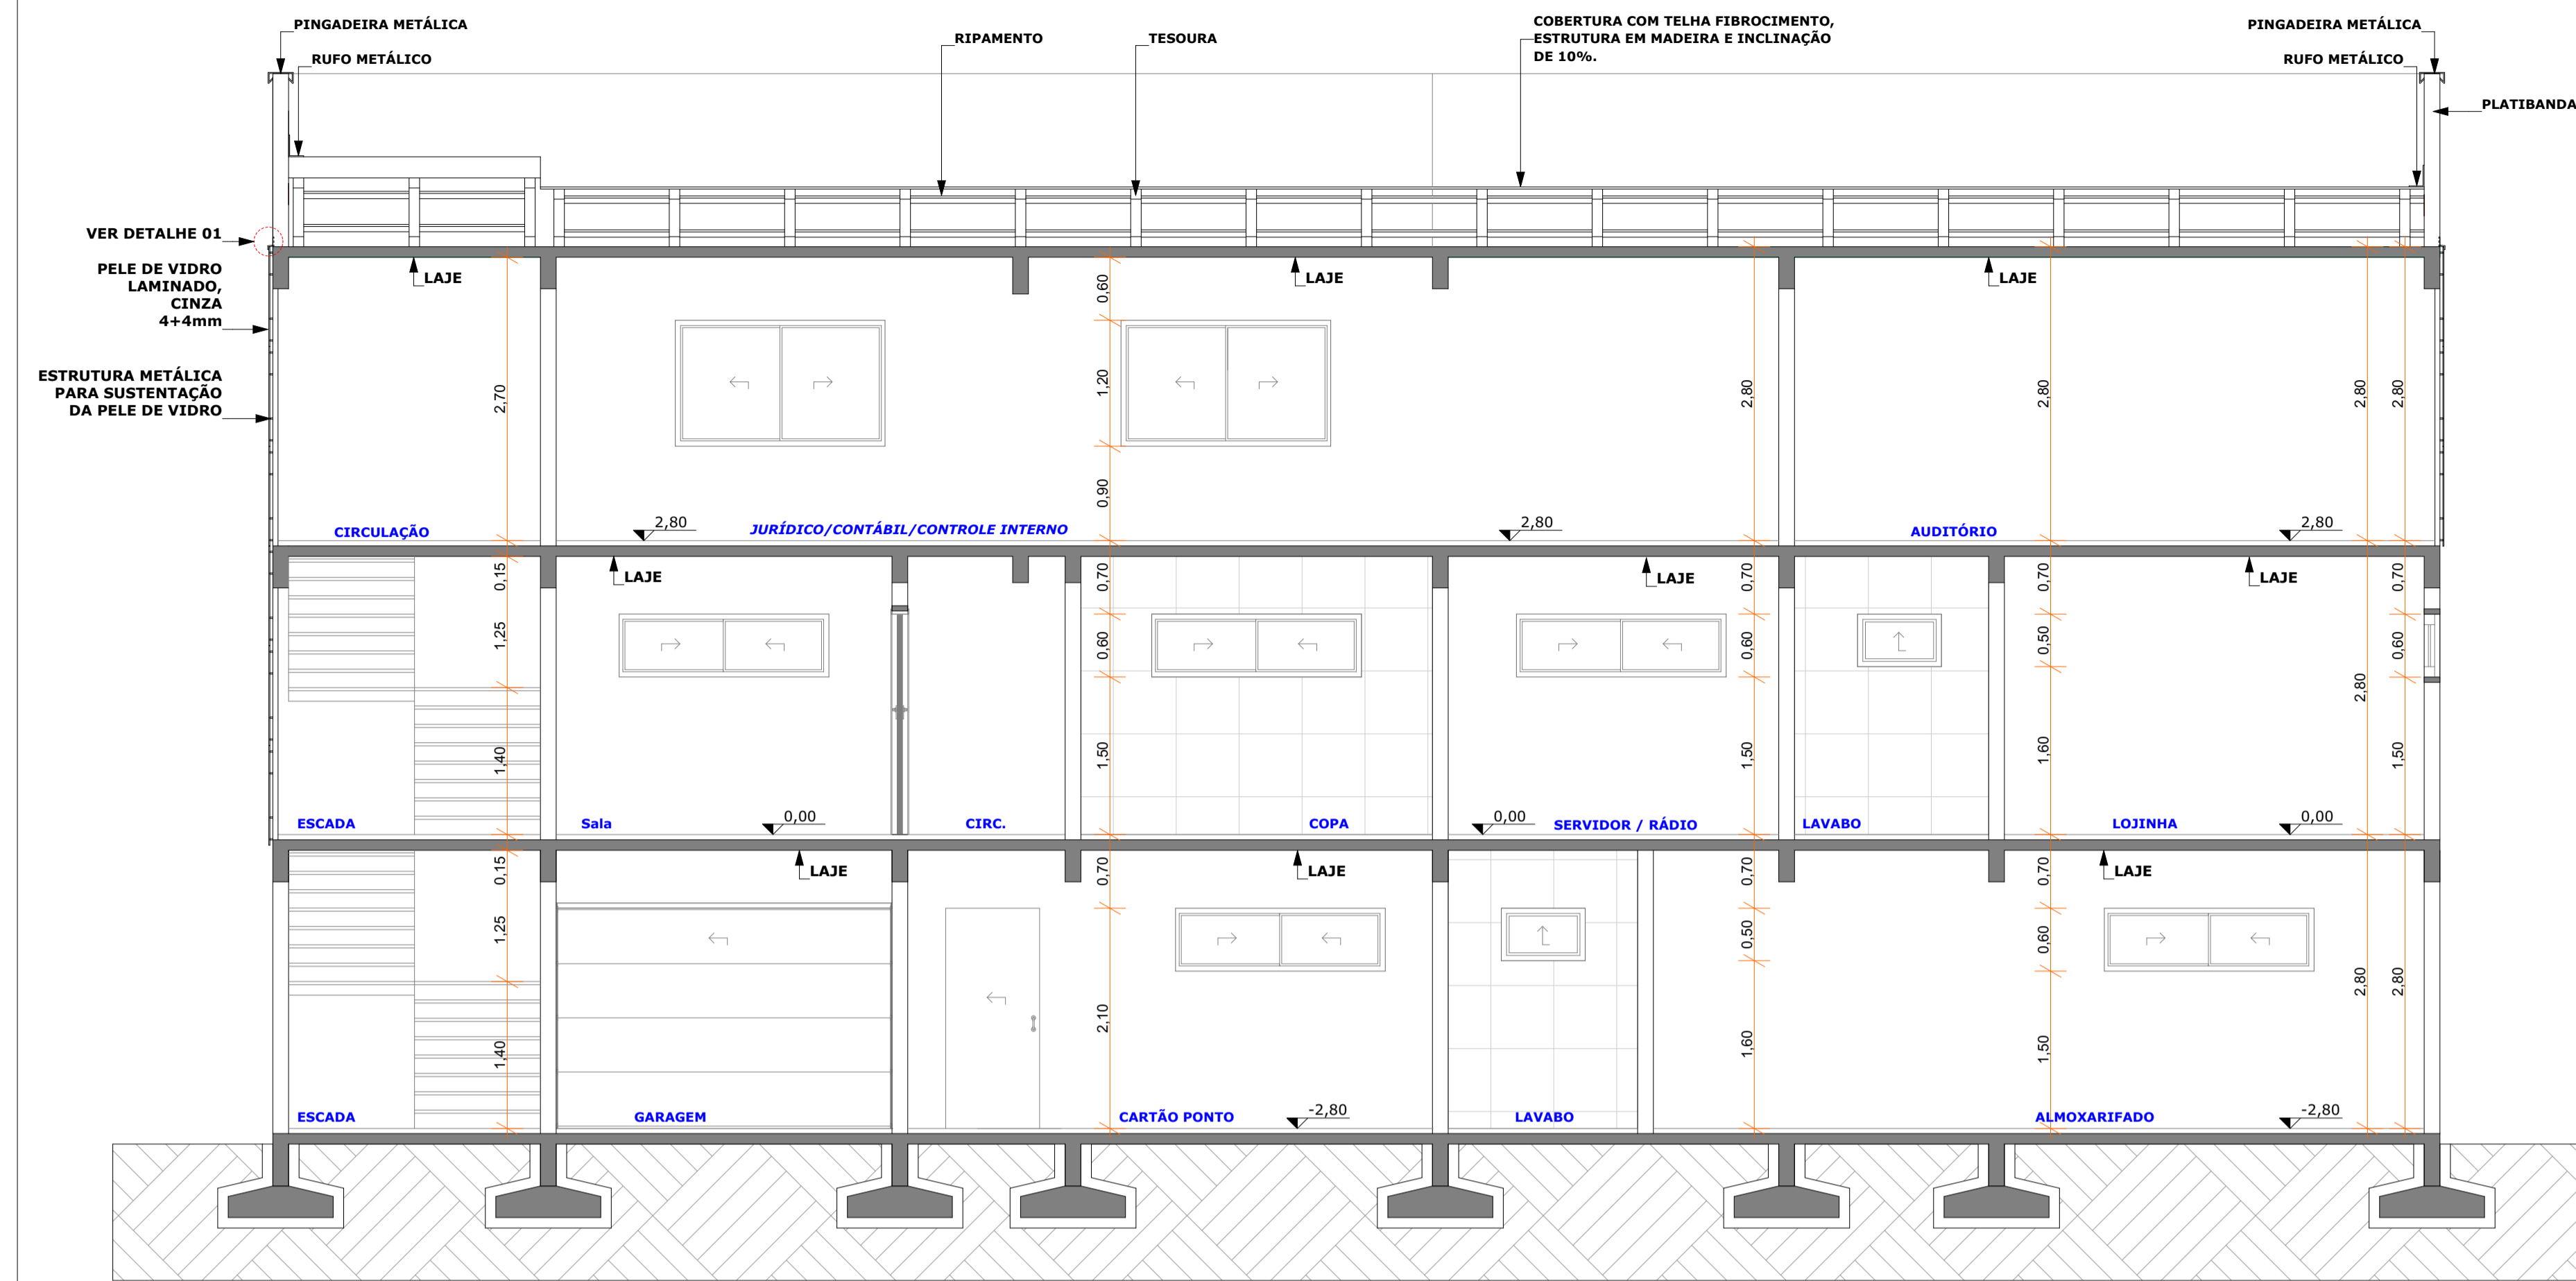 PINGADEIRA METÁLICA
RUFO METÁLICO
RIPAMENTO
TESOURA
COBERTURA COM TELHA FIBROCIMENTO,
ESTRUTURA EM MADEIRA E INCLINAÇÃO
DE 10%.
PINGADEIRA METÁLICA
RUFO METÁLICO
PLATIBANDA
VER DETALHE 01
PELE DE VIDRO
LAMINADO,
CINZA
4+4mm
ESTRUTURA METÁLICA
PARA SUSTENTAÇÃO
DA PELE DE VIDRO
LAJE
LAJE
LAJE
2,70
0,60
1,20
0,90
2,80
2,80
2,80
2,80
CIRCULAÇÃO
2,80
JURÍDICO/CONTÁBIL/CONTROLE INTERNO
2,80
AUDITÓRIO
2,80
LAJE
LAJE
LAJE
0,15
1,25
1,40
0,70
0,60
1,50
0,70
0,60
1,50
0,70
0,50
1,60
2,80
0,70
0,60
1,50
ESCADA
Sala
0,00
CIRC.
COPA
0,00
SERVIDOR / RÁDIO
LAVABO
LOJINHA
0,00
LAJE
LAJE
LAJE
0,15
1,25
1,40
0,70
2,10
0,70
0,50
1,60
0,70
0,60
1,50
2,80
2,80
ESCADA
GARAGEM
CARTÃO PONTO
-2,80
LAVABO
ALMOXARIFADO
-2,80